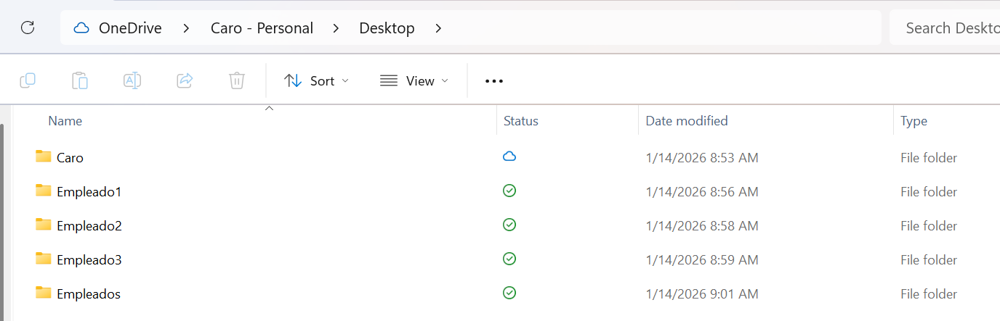 OneDrive > Caro - Personal > Desktop >
Search Deskto
Sort
View
Name Status Date modified Type
Caro 1/14/2026 8:53 AM File folder
Empleado1 1/14/2026 8:56 AM File folder
Empleado2 1/14/2026 8:58 AM File folder
Empleado3 1/14/2026 8:59 AM File folder
Empleados 1/14/2026 9:01 AM File folder